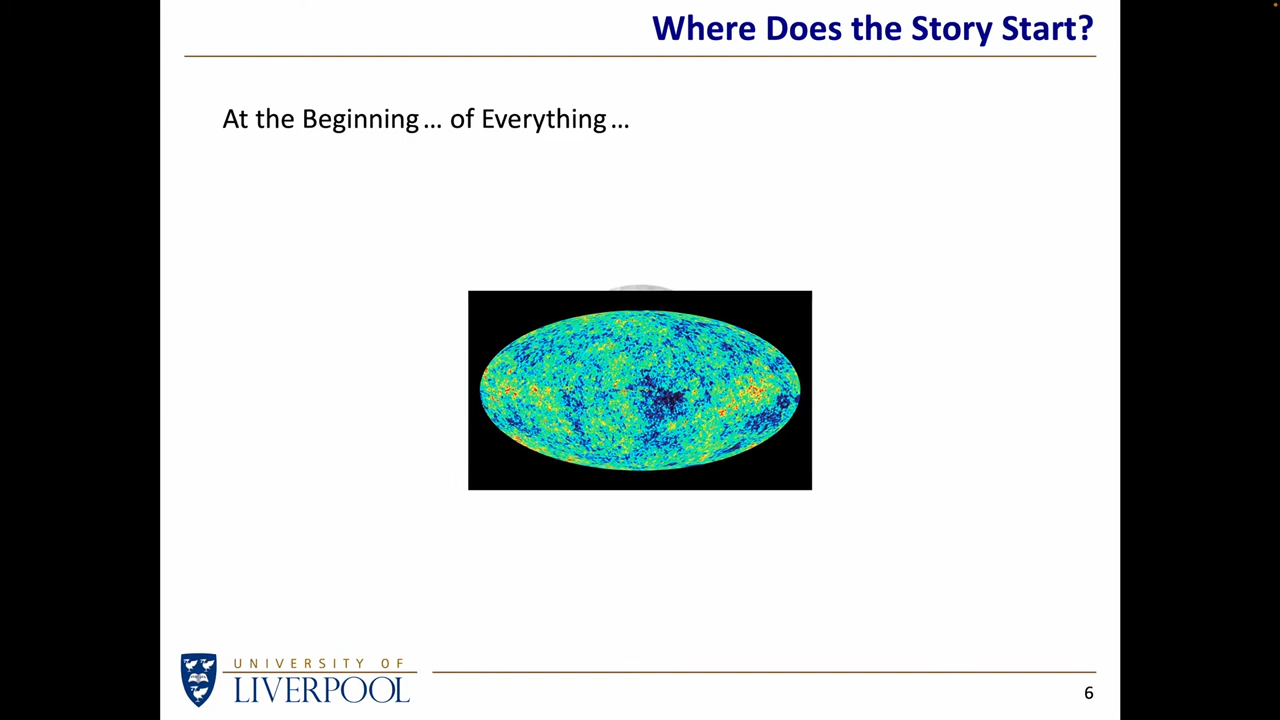 Where Does the Story Start?
At the Beginning … of Everything …
UNIVERSITY OF
LIVERPOOL
6